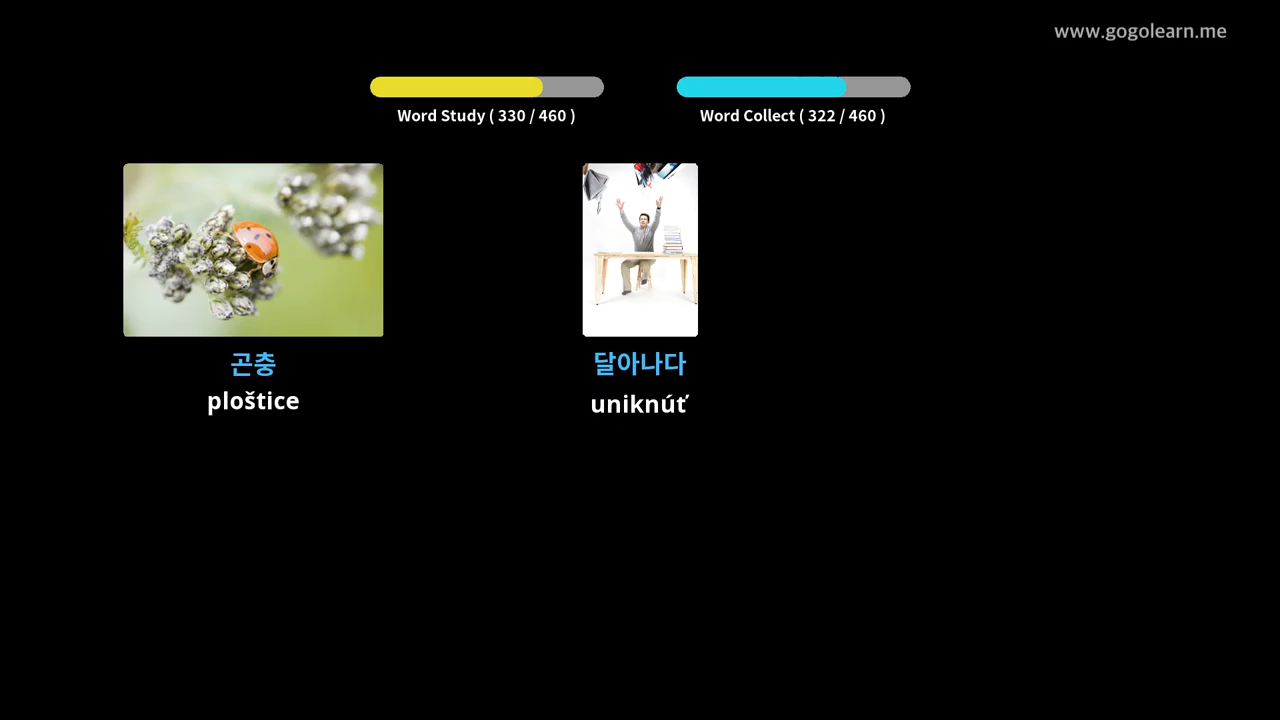 www.gogolearn.me
Word Study ( 330 / 460 )
Word Collect ( 322 / 460 )
곤충
ploštice
달아나다
uniknúť